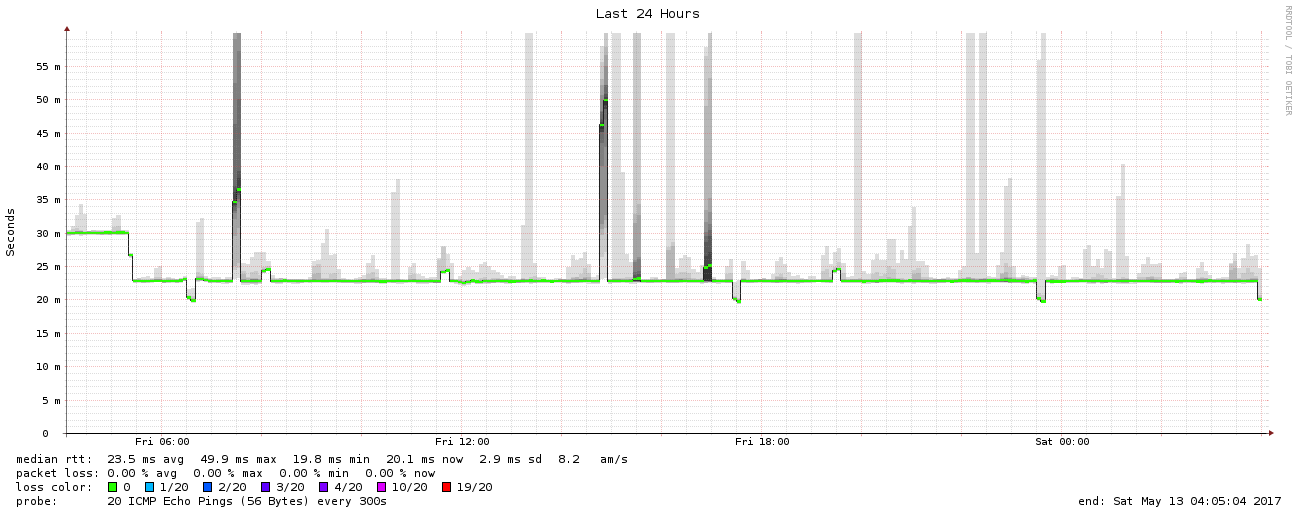 Last 24 Hours
RRDTOOL / TOBI OETIKER
Seconds
55 m
50 m
45 m
40 m
35 m
30 m
25 m
20 m
15 m
10 m
5 m
0
Fri 06:00 Fri 12:00 Fri 18:00 Sat 00:00
median rtt: 23.5 ms avg 49.9 ms max 19.8 ms min 20.1 ms now 2.9 ms sd 8.2 am/s
packet loss: 0.00 % avg 0.00 % max 0.00 % min 0.00 % now
loss color: 0 1/20 2/20 3/20 4/20 10/20 19/20
probe: 20 ICMP Echo Pings (56 Bytes) every 300s end: Sat May 13 04:05:04 2017